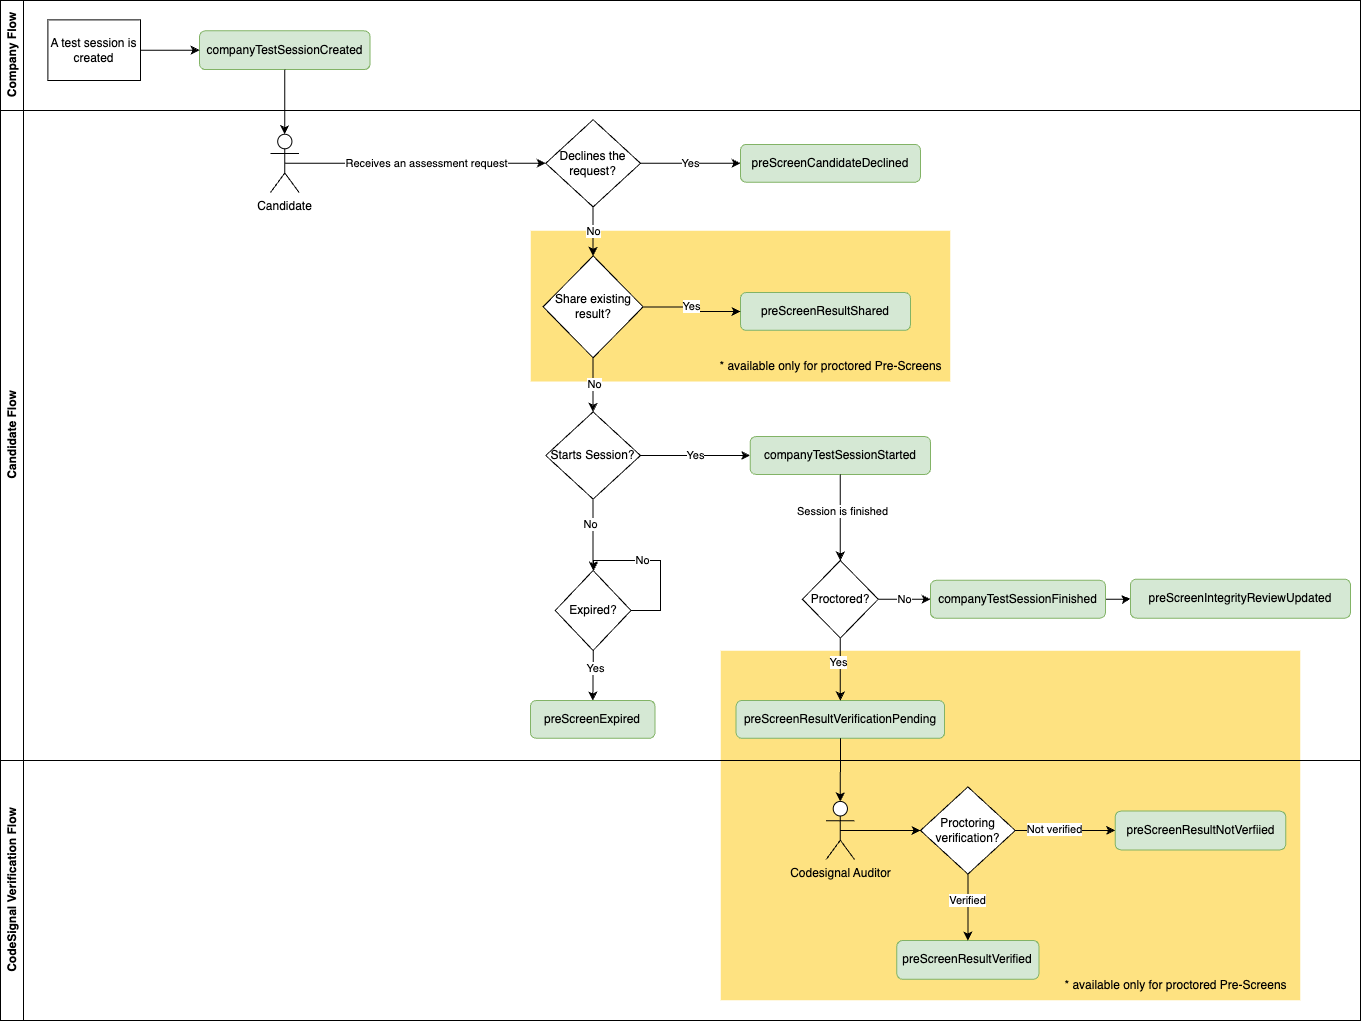 Company Flow
A test session is
created
companyTestSessionCreated
Candidate Flow
Candidate
Receives an assessment request
Declines the
request?
Yes
preScreenCandidateDeclined
No
Share existing
result?
Yes
preScreenResultShared
* available only for proctored Pre-Screens
No
Starts Session?
Yes
companyTestSessionStarted
Session is finished
No
No
Expired?
Yes
preScreenExpired
Proctored?
No
companyTestSessionFinished
preScreenIntegrityReviewUpdated
Yes
preScreenResultVerificationPending
CodeSignal Verification Flow
Codesignal Auditor
Proctoring
verification?
Not verified
preScreenResultNotVerfiied
Verified
preScreenResultVerified
* available only for proctored Pre-Screens